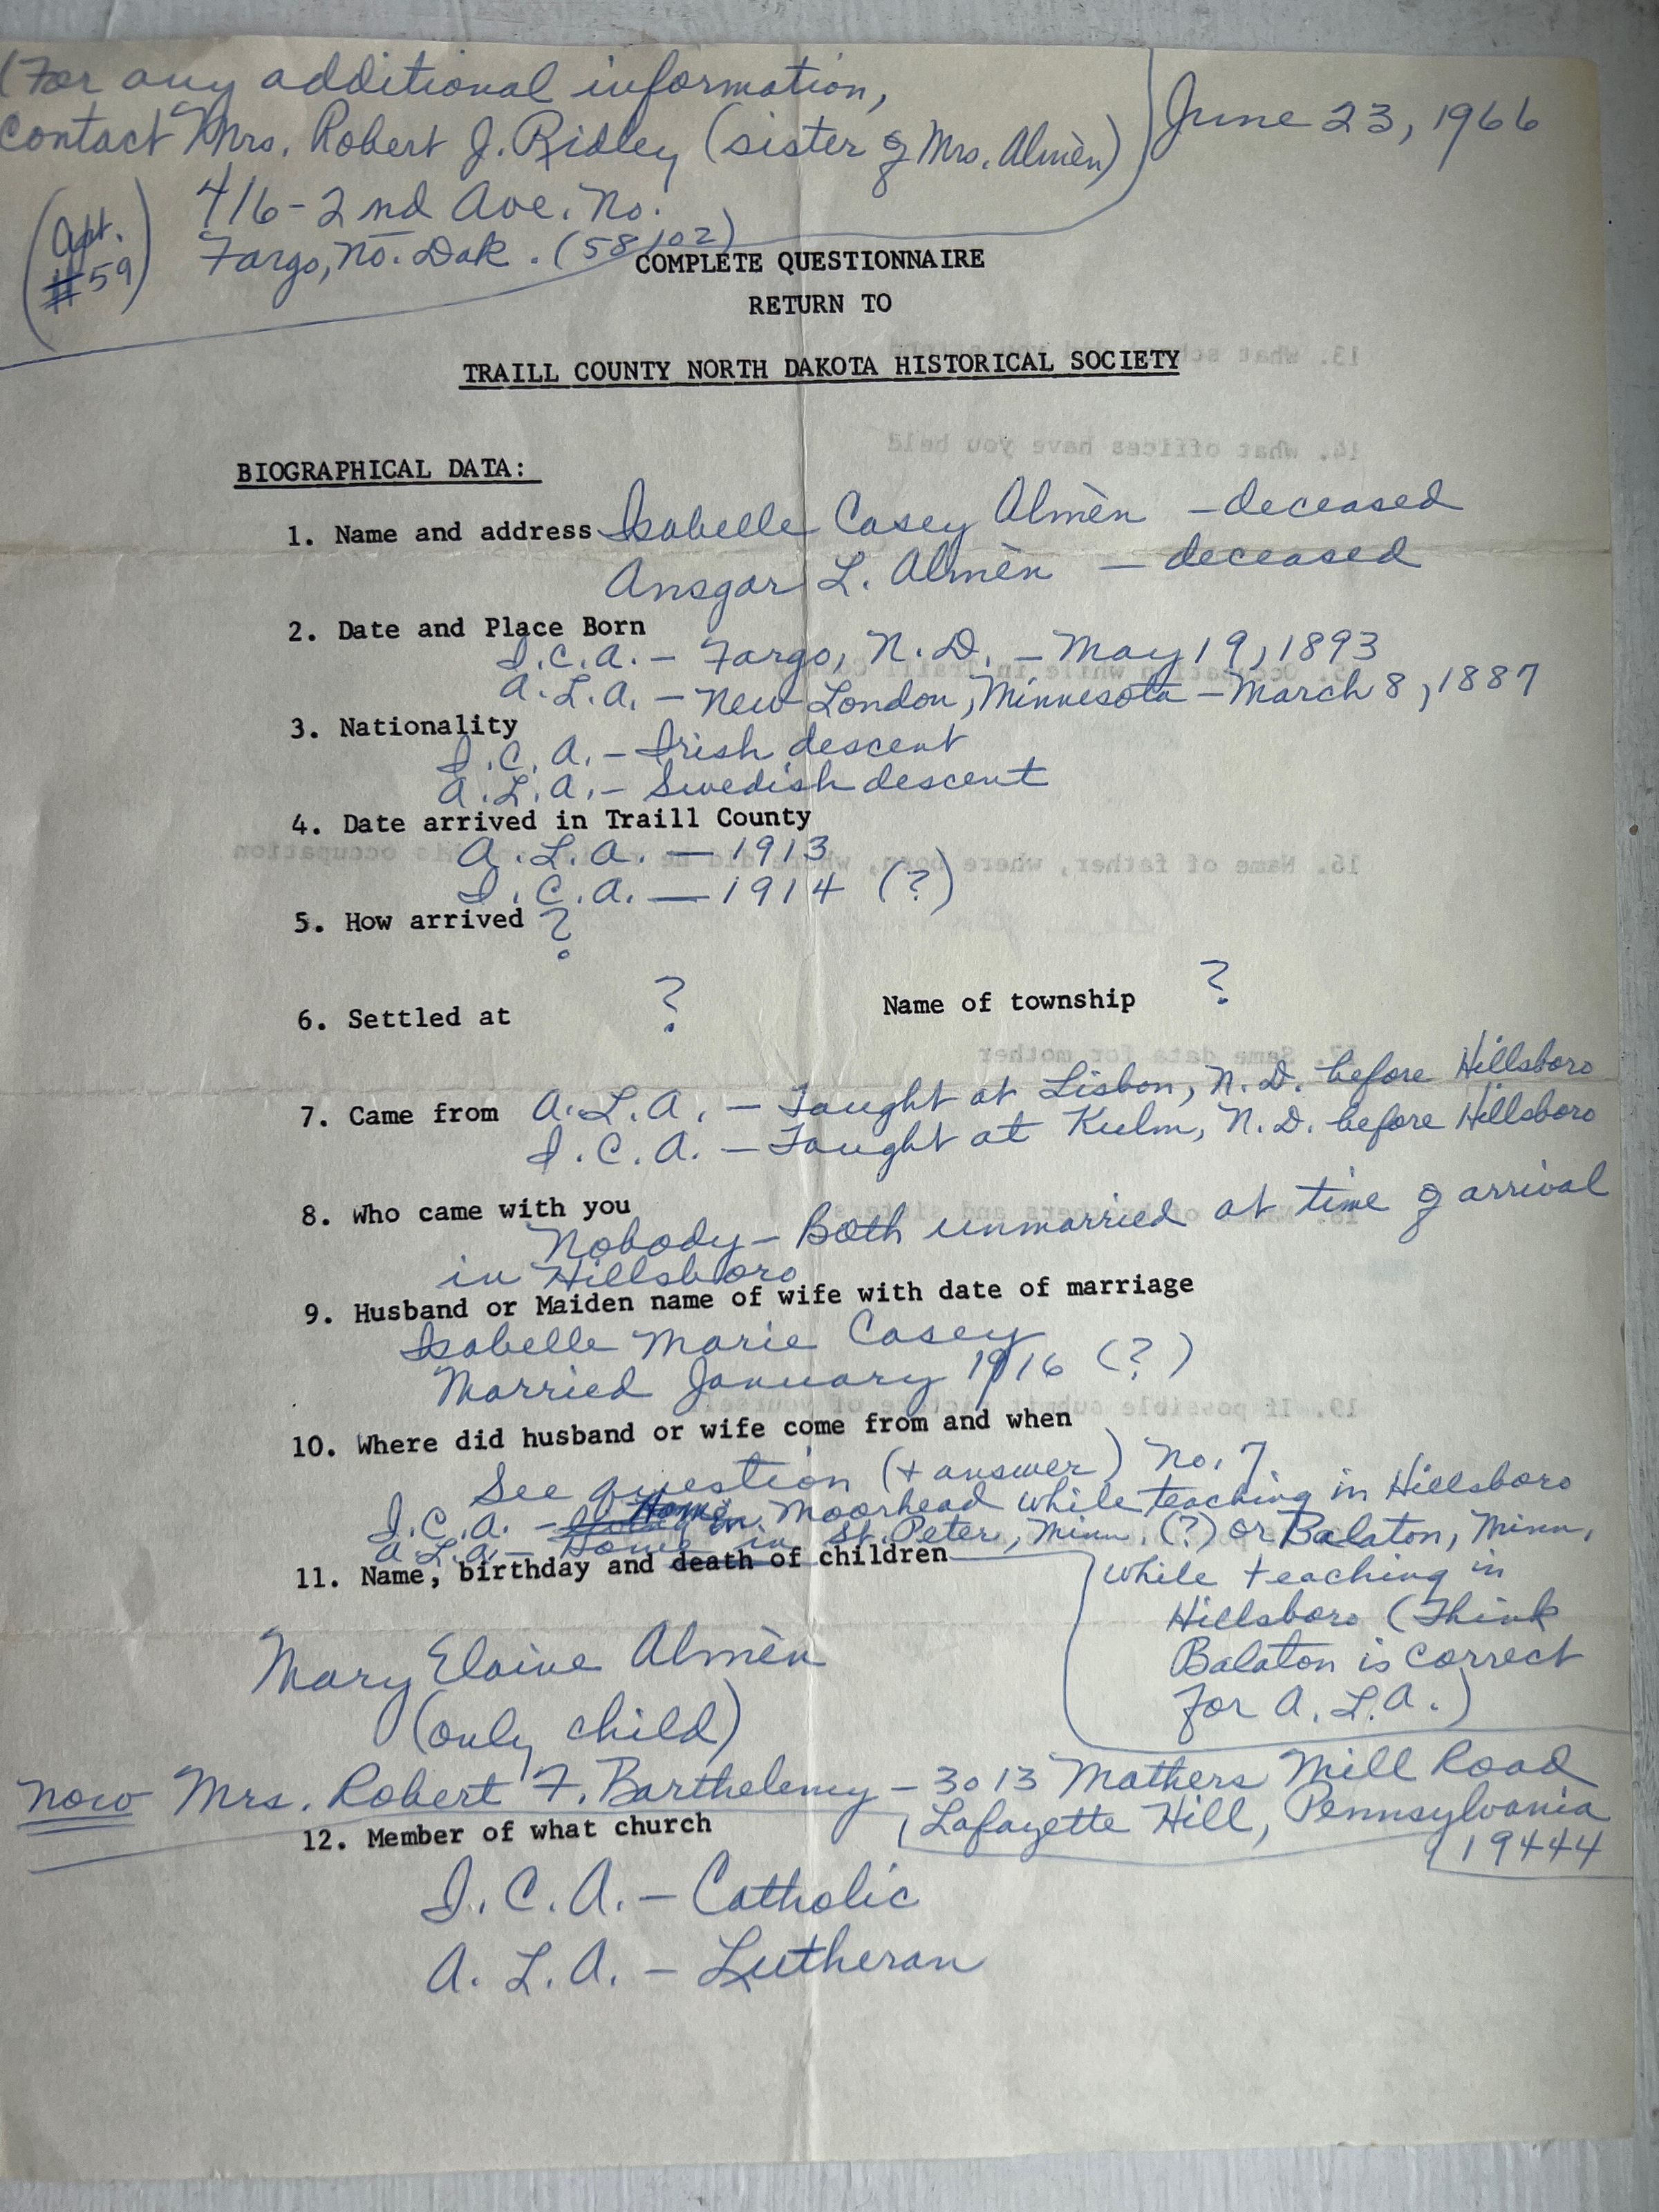 (For any additional information,
Contact Mrs. Robert J. Ridley (sister of Mrs. Almèn)
416 - 2nd Ave. No.
Fargo, No. Dak. (58102)
(Apt. #59)
June 23, 1966
COMPLETE QUESTIONNAIRE
RETURN TO
TRAILL COUNTY NORTH DAKOTA HISTORICAL SOCIETY
BIOGRAPHICAL DATA:
1. Name and address Isabelle Casey Almèn - deceased
Ansgar L. Almèn - deceased
2. Date and Place Born
I.C.A. - Fargo, N.D. - May 19, 1893
A.L.A. - New London, Minnesota - March 8, 1887
3. Nationality
I.C.A. - Irish descent
A.L.A. - Swedish descent
4. Date arrived in Traill County
A.L.A. - 1913
I.C.A. - 1914 (?)
5. How arrived ?
6. Settled at ? Name of township ?
7. Came from A.L.A. - Taught at Lisbon, N.D. before Hillsboro
I.C.A. - Taught at Kulm, N.D. before Hillsboro
8. Who came with you
Nobody - Both unmarried at time of arrival
in Hillsboro
9. Husband or Maiden name of wife with date of marriage
Isabelle Marie Casey
Married January 1916 (?)
10. Where did husband or wife come from and when
See question (+ answer) No. 7
I.C.A. - Home in Moorhead while teaching in Hillsboro
A.L.A. - Home in St. Peter, Minn. (?) or Balaton, Minn.
while teaching in
Hillsboro (Think
Balaton is correct
for A.L.A.)
11. Name, birthday and death of children
Mary Elaine Almèn
(only child)
Now Mrs. Robert F. Barthelemy - 3013 Mathers Mill Road
Lafayette Hill, Pennsylvania
19444
12. Member of what church
I.C.A. - Catholic
A.L.A. - Lutheran